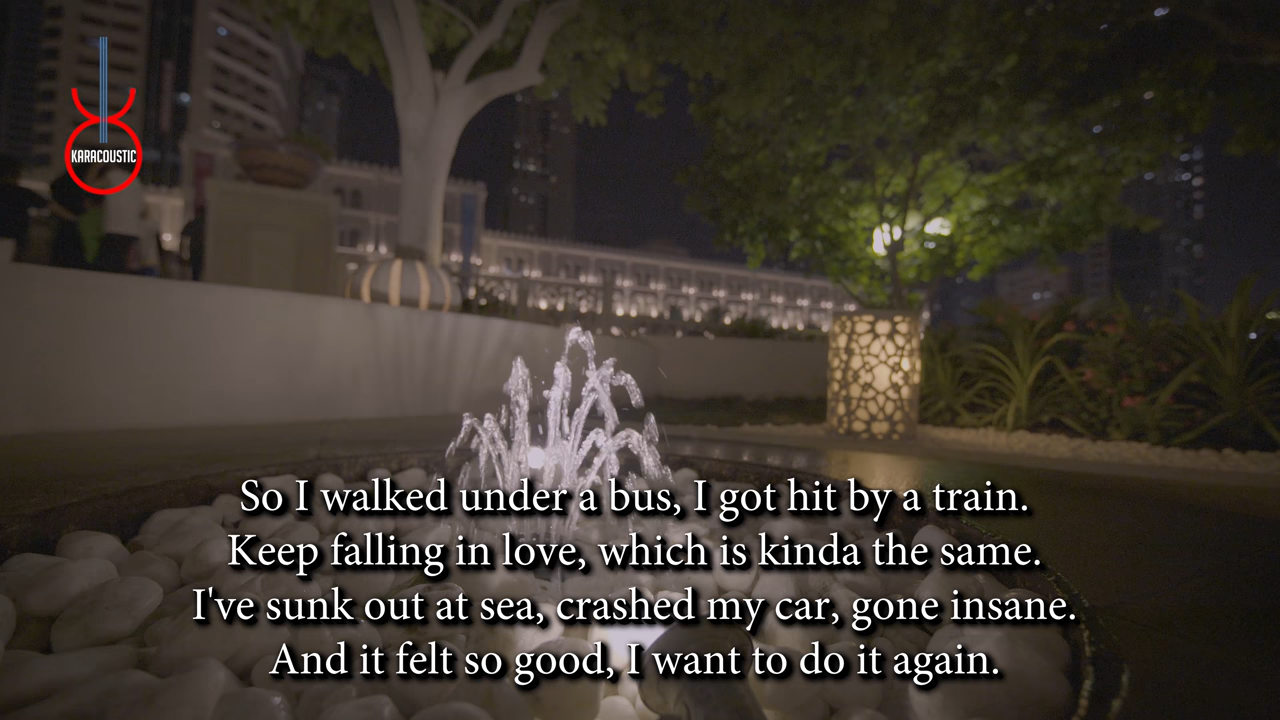 KARACOUSTIC
So I walked under a bus, I got hit by a train.
Keep falling in love, which is kinda the same.
I've sunk out at sea, crashed my car, gone insane.
And it felt so good, I want to do it again.